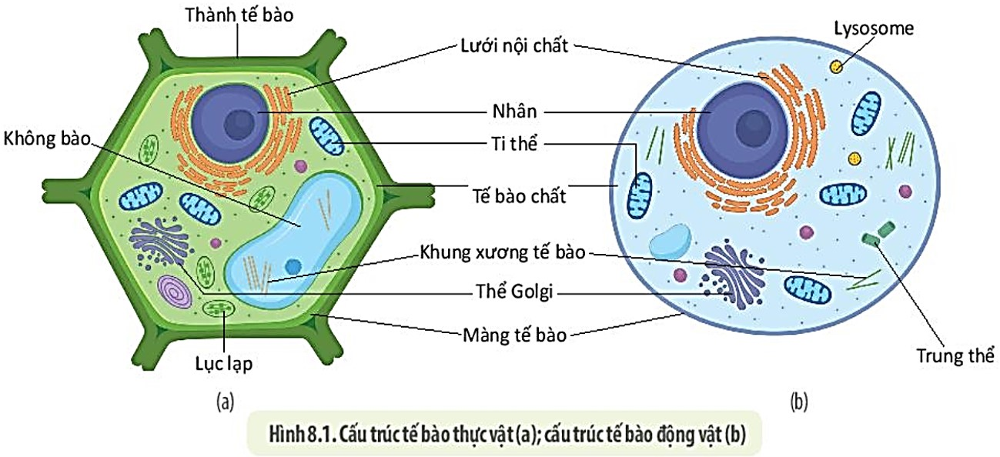 Thành tế bào
Lysosome
Lưới nội chất
Nhân
Không bào
Ti thể
Tế bào chất
Khung xương tế bào
Thể Golgi
Màng tế bào
Lục lạp
Trung thể
(a)
(b)
Hình 8.1. Cấu trúc tế bào thực vật (a); cấu trúc tế bào động vật (b)